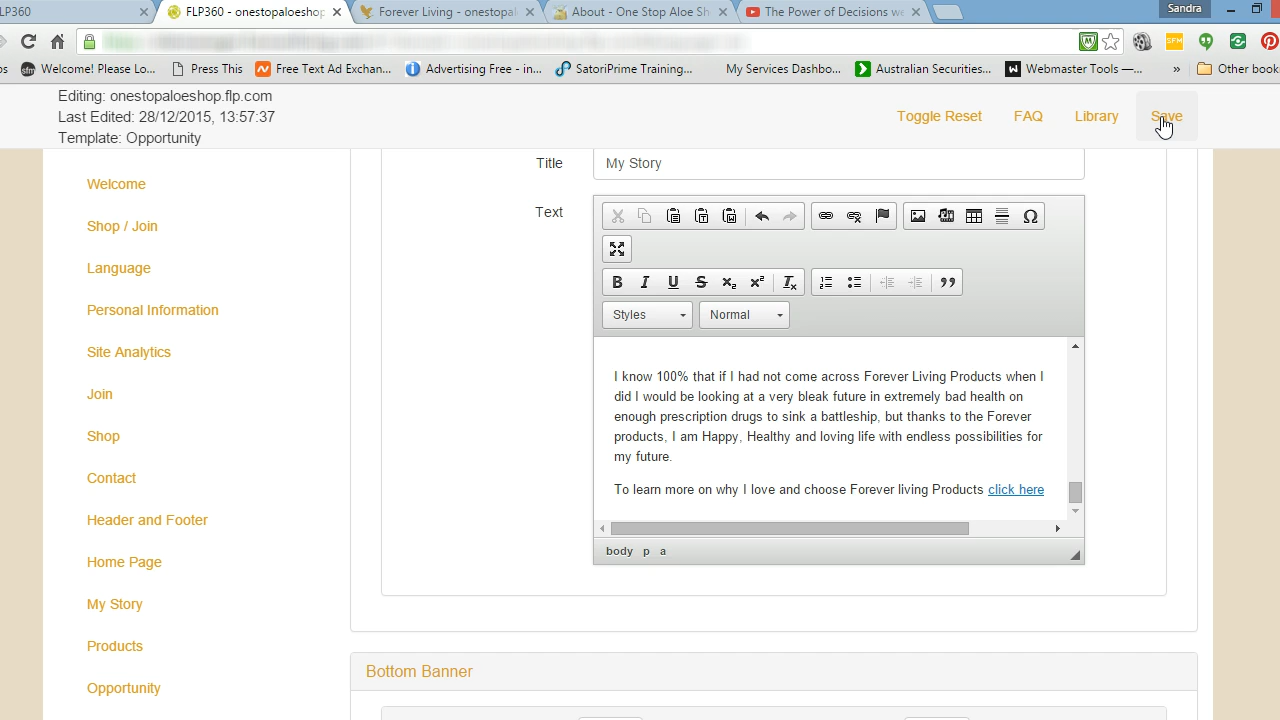 LP360
FLP360 - onestopaloeshop
Forever Living - onestopal
About - One Stop Aloe Sh
The Power of Decisions we
Sandra
ps
sfm
Welcome! Please Lo...
Press This
Free Text Ad Exchan...
Advertising Free - in...
SatoriPrime Training...
My Services Dashbo...
Australian Securities...
Webmaster Tools —...
»
Other book
SFM
Editing: onestopaloeshop.flp.com
Last Edited: 28/12/2015, 13:57:37
Template: Opportunity
Toggle Reset
FAQ
Library
Save
Welcome
Shop / Join
Language
Personal Information
Site Analytics
Join
Shop
Contact
Header and Footer
Home Page
My Story
Products
Opportunity
Title
My Story
Text
Styles
Normal
I know 100% that if I had not come across Forever Living Products when I
did I would be looking at a very bleak future in extremely bad health on
enough prescription drugs to sink a battleship, but thanks to the Forever
products, I am Happy, Healthy and loving life with endless possibilities for
my future.
To learn more on why I love and choose Forever living Products click here
body p a
Bottom Banner